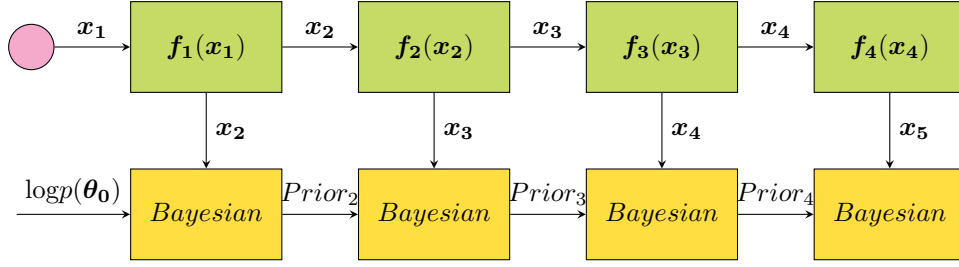 x₁ x₂ x₃ x₄
f₁(x₁) f₂(x₂) f₃(x₃) f₄(x₄)
x₂ x₃ x₄ x₅
logp(θ₀) Prior₂ Prior₃ Prior₄
Bayesian Bayesian Bayesian Bayesian